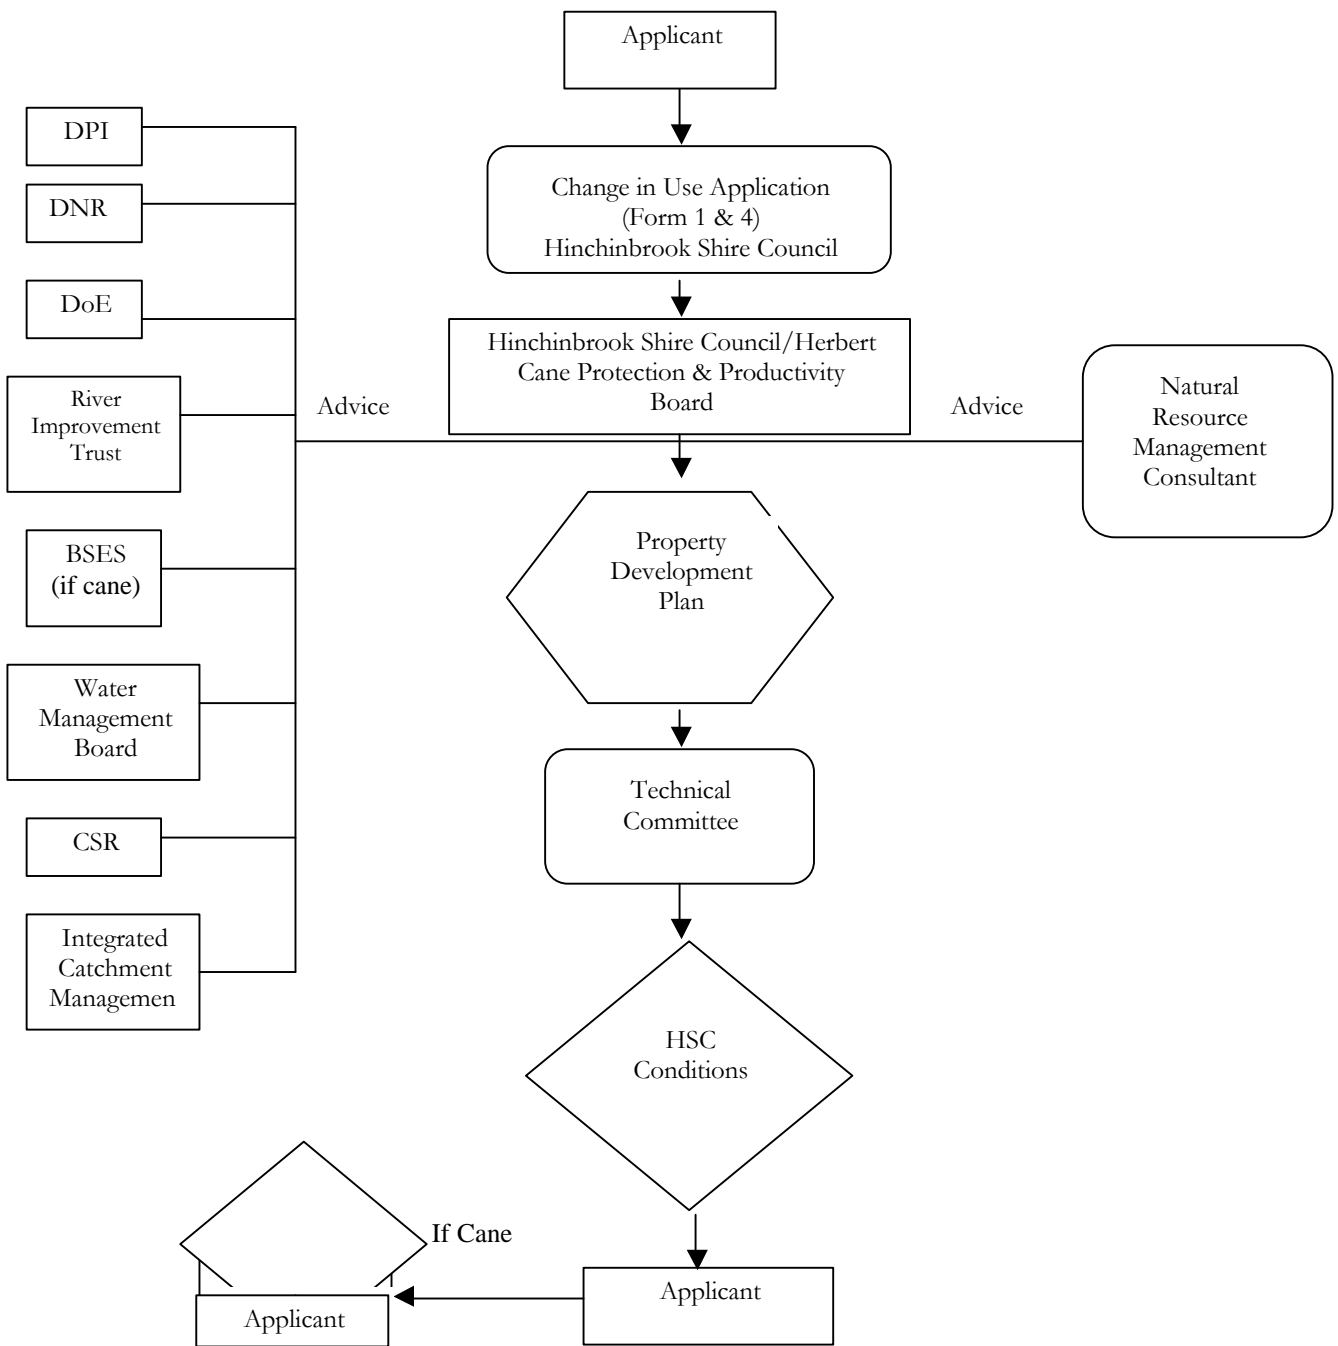 Applicant
DPI
Change in Use Application
(Form 1 & 4)
Hinchinbrook Shire Council
DNR
DoE
Hinchinbrook Shire Council/Herbert
Cane Protection & Productivity
Board
River
Improvement
Trust
Advice
Advice
Natural
Resource
Management
Consultant
BSES
(if cane)
Property
Development
Plan
Water
Management
Board
Technical
Committee
CSR
Integrated
Catchment
Managemen
HSC
Conditions
If Cane
Applicant
Applicant